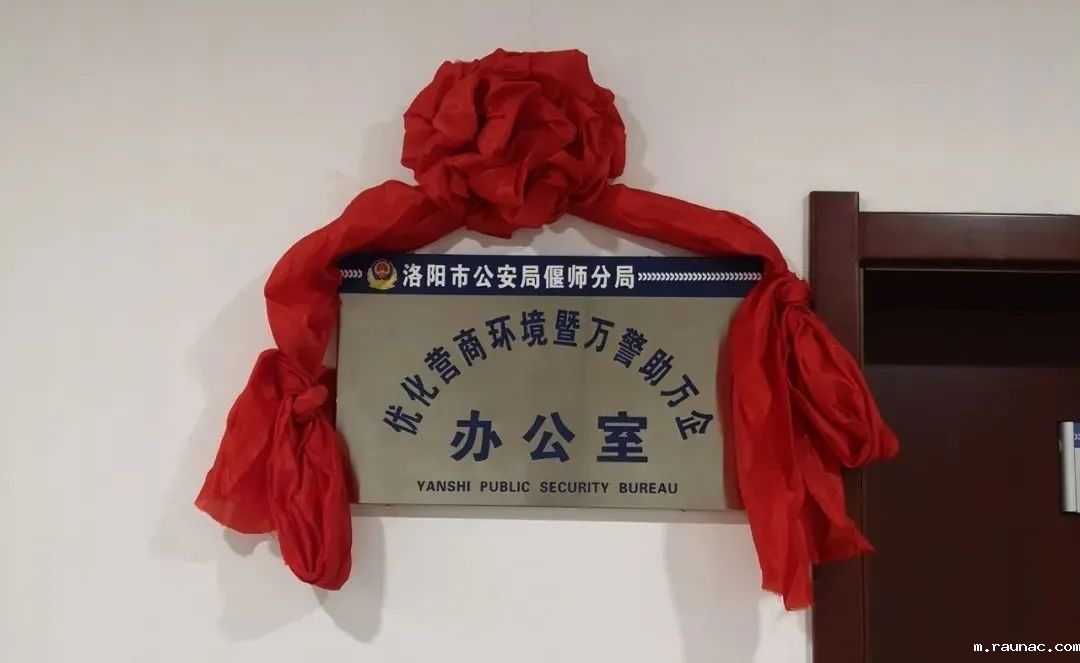 洛阳市公安局偃师分局
优化营商环境暨万警助万企
办公室
YANSHI PUBLIC SECURITY BUREAU
m.raunac.com